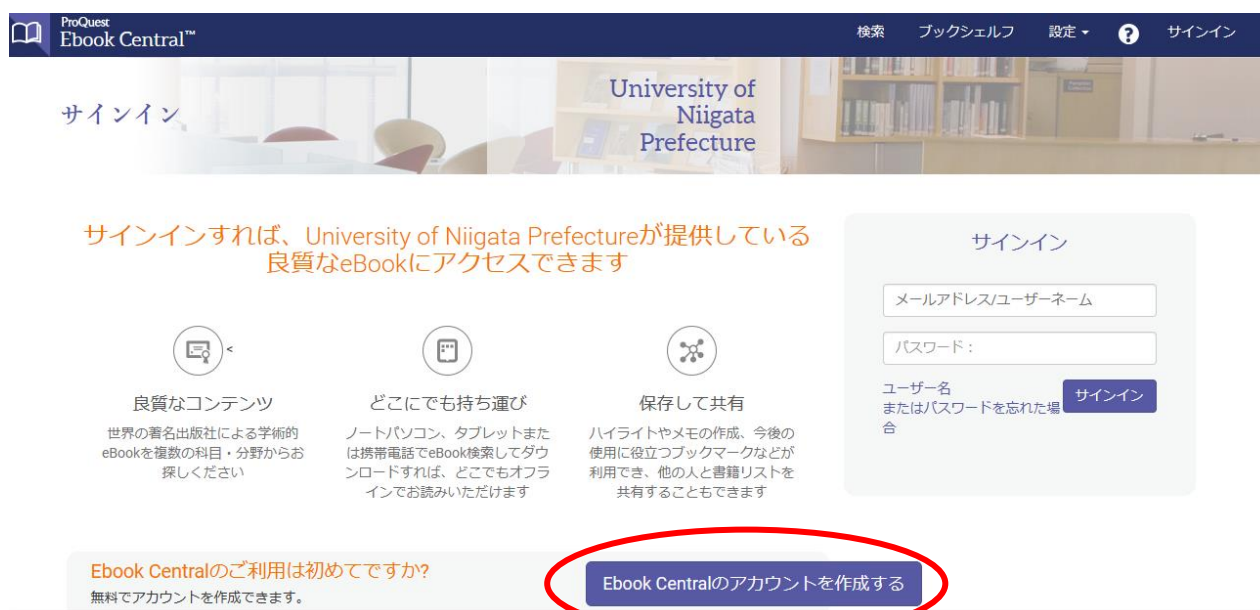 ProQuest
Ebook Central™
検索 ブックシェルフ 設定 ? サインイン
サインイン
University of
Niigata
Prefecture
サインインすれば、University of Niigata Prefectureが提供している
良質なeBookにアクセスできます
<
良質なコンテンツ
世界の著名出版社による学術的
eBookを複数の科目・分野からお
探しください
どこにでも持ち運び
ノートパソコン、タブレットまた
は携帯電話でeBook検索してダウ
ンロードすれば、どこでもオフラ
インでお読みいただけます
保存して共有
ハイライトやメモの作成、今後の
使用に役立つブックマークなどが
利用でき、他の人と書籍リストを
共有することもできます
サインイン
メールアドレス/ユーザーネーム
パスワード：
ユーザー名
またはパスワードを忘れた場
合
サインイン
Ebook Centralのご利用は初めてですか?
無料でアカウントを作成できます。
Ebook Centralのアカウントを作成する